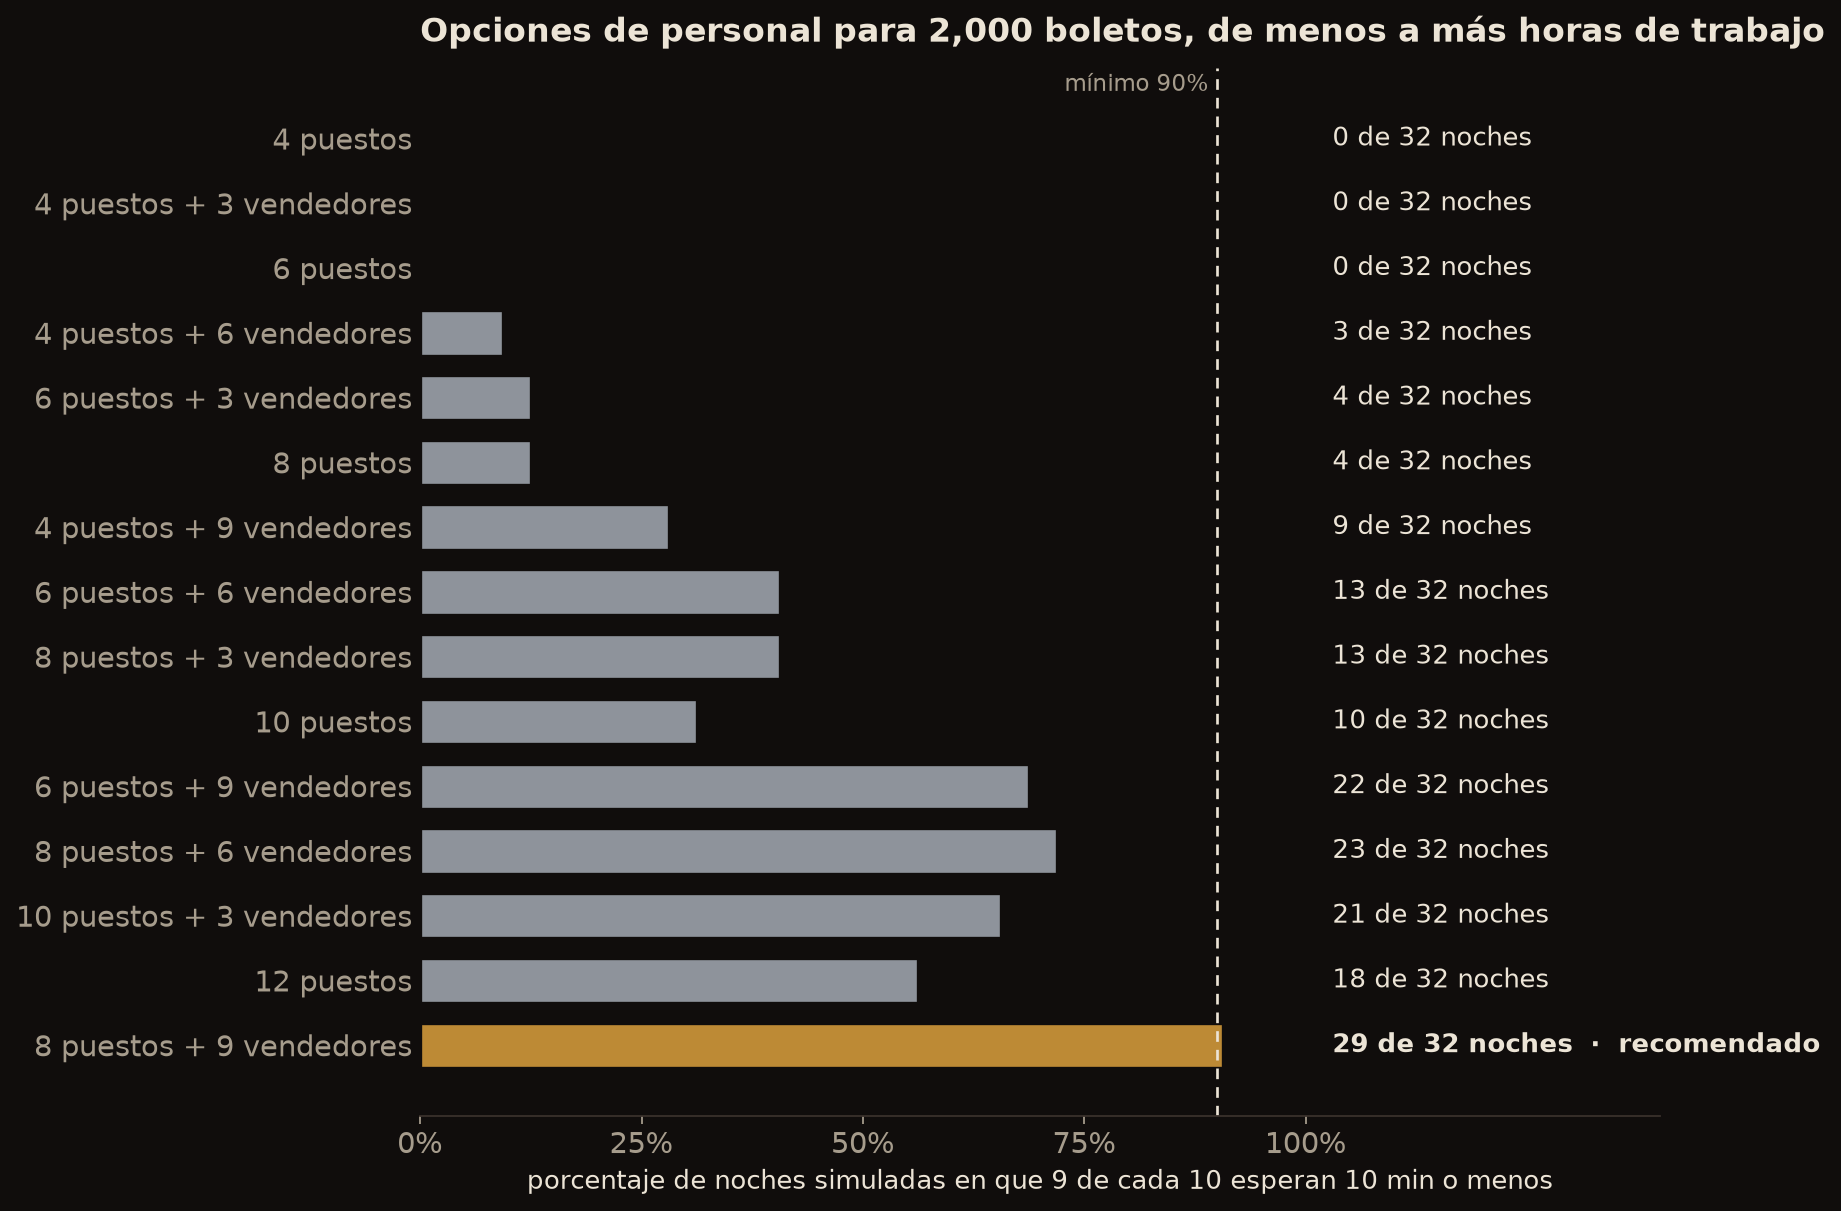 Opciones de personal para 2,000 boletos, de menos a más horas de trabajo
mínimo 90%
4 puestos 0 de 32 noches
4 puestos + 3 vendedores 0 de 32 noches
6 puestos 0 de 32 noches
4 puestos + 6 vendedores 3 de 32 noches
6 puestos + 3 vendedores 4 de 32 noches
8 puestos 4 de 32 noches
4 puestos + 9 vendedores 9 de 32 noches
6 puestos + 6 vendedores 13 de 32 noches
8 puestos + 3 vendedores 13 de 32 noches
10 puestos 10 de 32 noches
6 puestos + 9 vendedores 22 de 32 noches
8 puestos + 6 vendedores 23 de 32 noches
10 puestos + 3 vendedores 21 de 32 noches
12 puestos 18 de 32 noches
8 puestos + 9 vendedores 29 de 32 noches · recomendado
0% 25% 50% 75% 100%
porcentaje de noches simuladas en que 9 de cada 10 esperan 10 min o menos